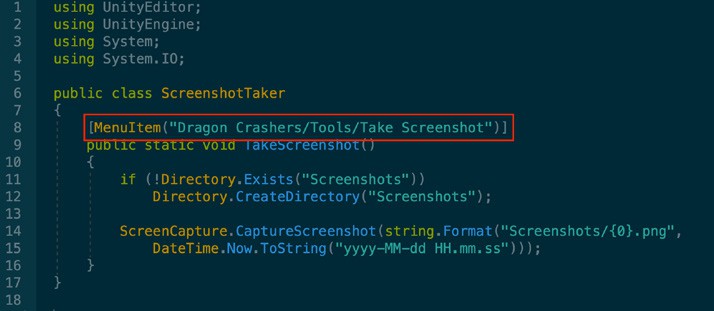 1 using UnityEditor;
2 using UnityEngine;
3 using System;
4 using System.IO;
5
6 public class ScreenshotTaker
7 {
8 [MenuItem("Dragon Crashers/Tools/Take Screenshot")]
9 public static void TakeScreenshot()
10 {
11 if (!Directory.Exists("Screenshots"))
12 Directory.CreateDirectory("Screenshots");
13
14 ScreenCapture.CaptureScreenshot(string.Format("Screenshots/{0}.png",
15 DateTime.Now.ToString("yyyy-MM-dd HH.mm.ss")));
16 }
17 }
18